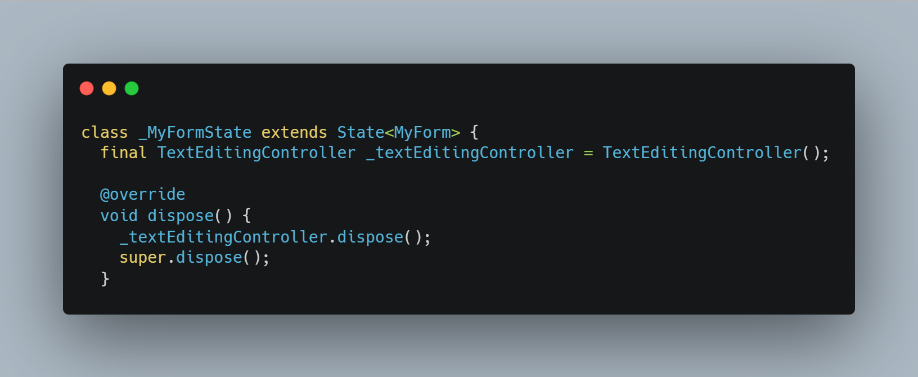 class _MyFormState extends State<MyForm> {
  final TextEditingController _textEditingController = TextEditingController();

  @override
  void dispose() {
    _textEditingController.dispose();
    super.dispose();
  }